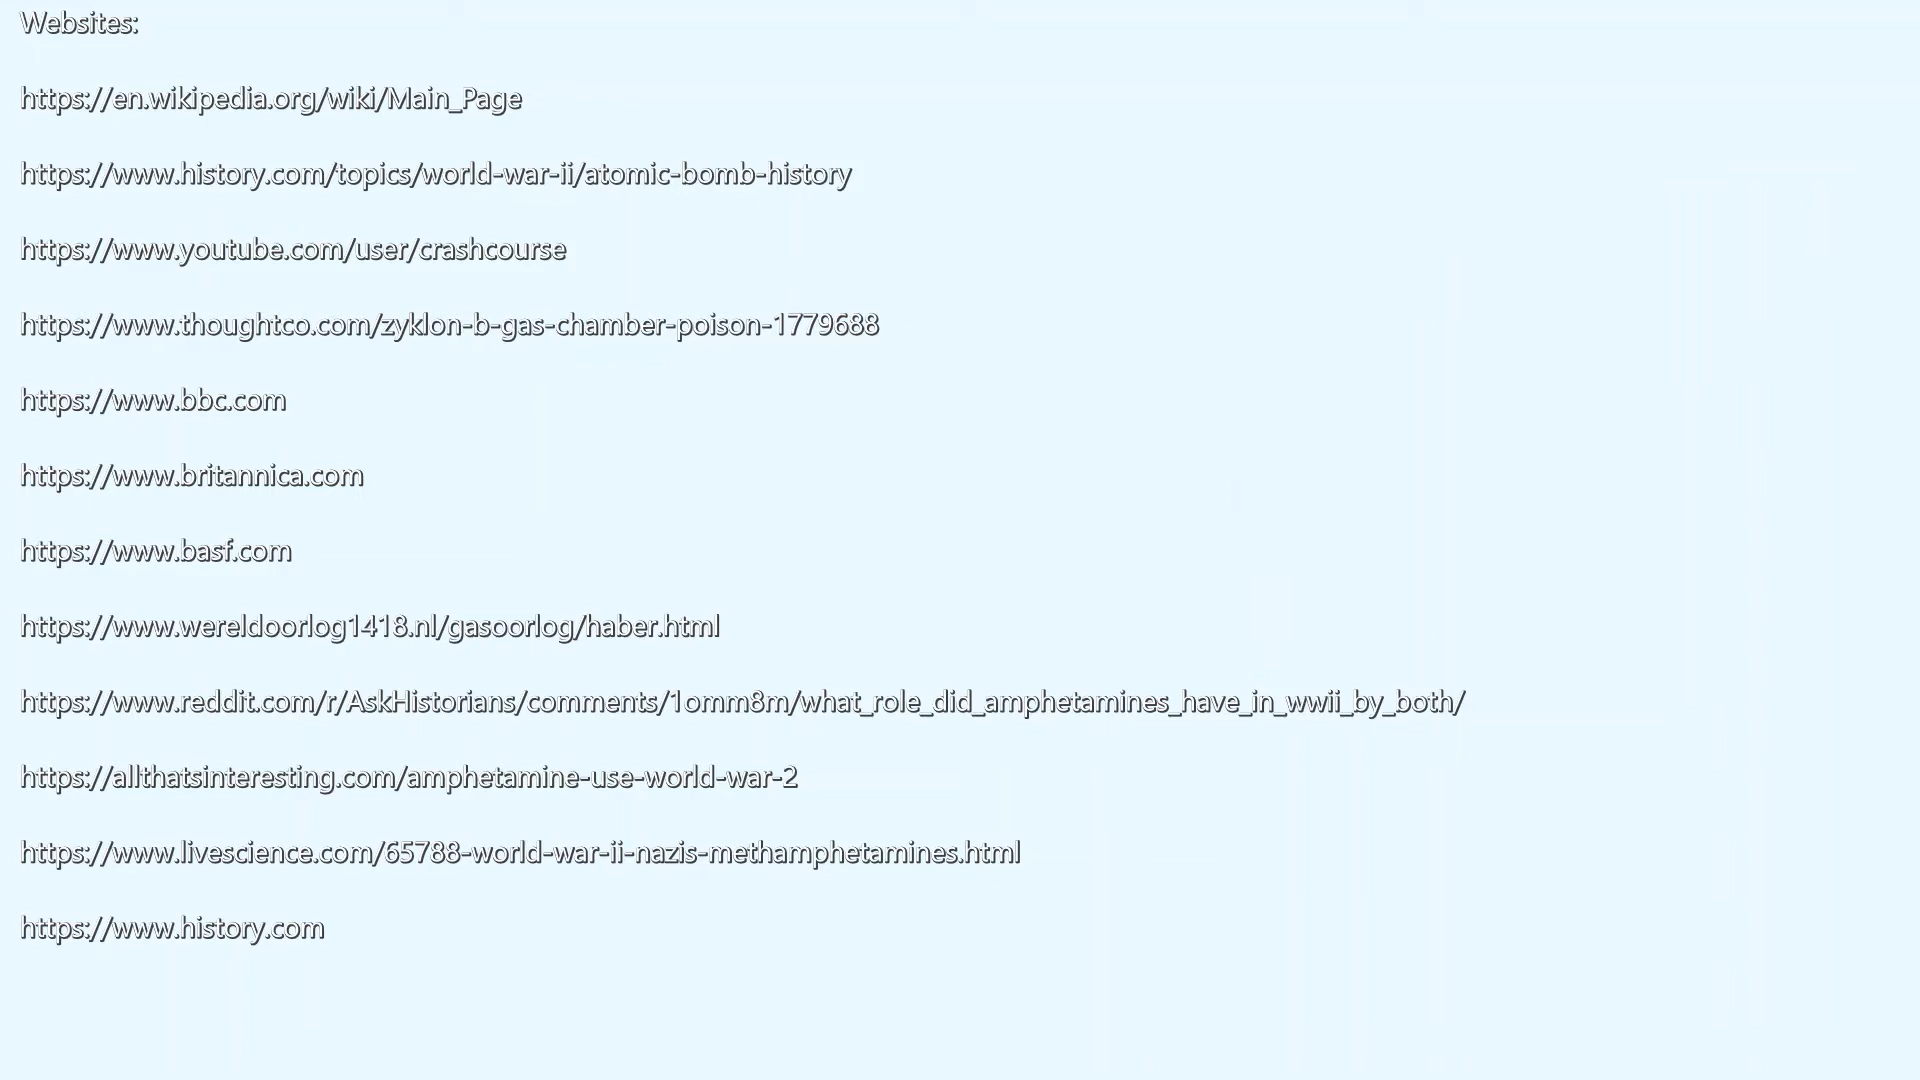 Websites:
https://en.wikipedia.org/wiki/Main_Page
https://www.history.com/topics/world-war-ii/atomic-bomb-history
https://www.youtube.com/user/crashcourse
https://www.thoughtco.com/zyklon-b-gas-chamber-poison-1779688
https://www.bbc.com
https://www.britannica.com
https://www.basf.com
https://www.wereldoorlog1418.nl/gasoorlog/haber.html
https://www.reddit.com/r/AskHistorians/comments/1omm8m/what_role_did_amphetamines_have_in_wwii_by_both/
https://allthatsinteresting.com/amphetamine-use-world-war-2
https://www.livescience.com/65788-world-war-ii-nazis-methamphetamines.html
https://www.history.com